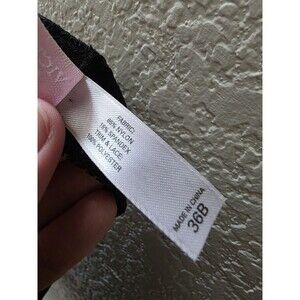 FABRIC:
85% NYLON
15% SPANDEX
TRIM & LACE:
100% POLYESTER
MADE IN CHINA
36B